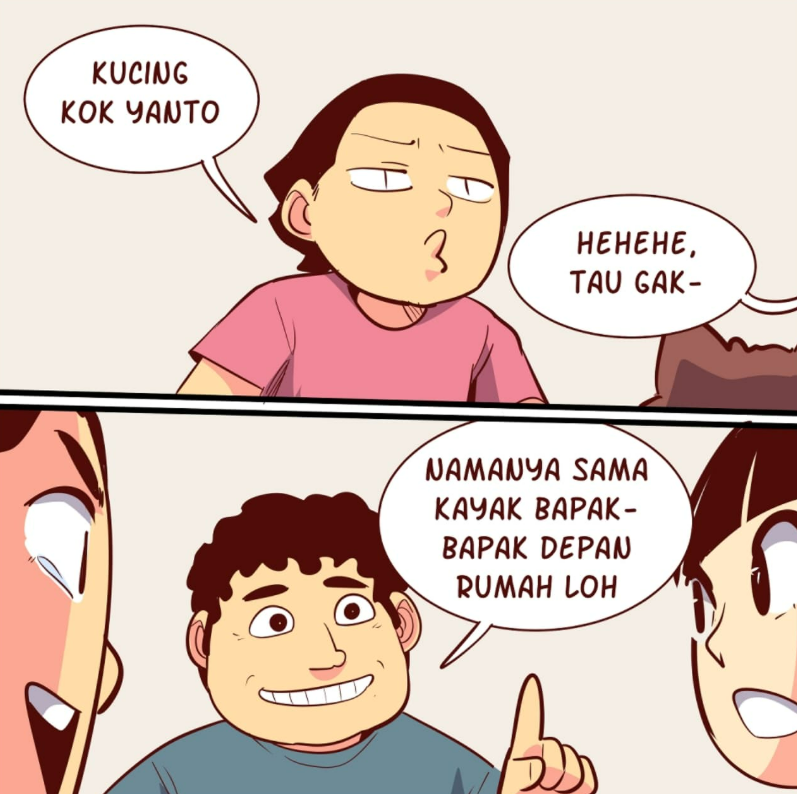 KUCING
KOK YANTO
HEHEHE,
TAU GAK-
NAMANYA SAMA
KAYAK BAPAK-
BAPAK DEPAN
RUMAH LOH